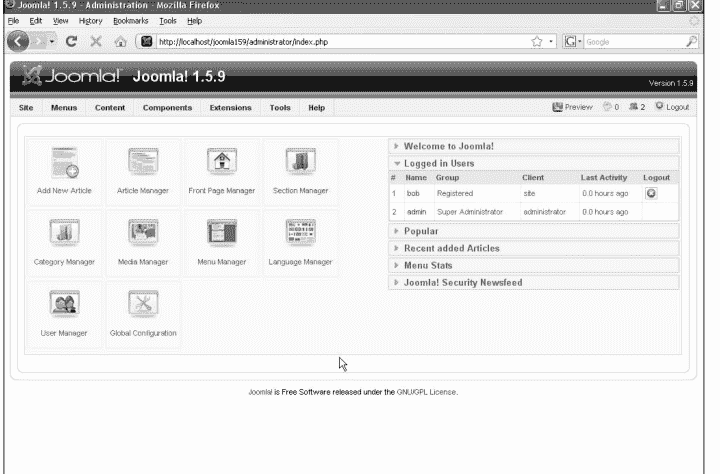 Joomla! 1.5.9 - Administration - Mozilla Firefox
File Edit View History Bookmarks Tools Help
http://localhost/joomla159/administrator/index.php
Google
Joomla! Joomla! 1.5.9
Version 1.5.9
Site Menus Content Components Extensions Tools Help Preview 0 2 Logout
Add New Article Article Manager Front Page Manager Section Manager
Category Manager Media Manager Menu Manager Language Manager
User Manager Global Configuration
Welcome to Joomla!
Logged in Users
# Name Group Client Last Activity Logout
1 bob Registered site 0.0 hours ago
2 admin Super Administrator administrator 0.0 hours ago
Popular
Recent added Articles
Menu Stats
Joomla! Security Newsfeed
Joomla! is Free Software released under the GNU/GPL License.